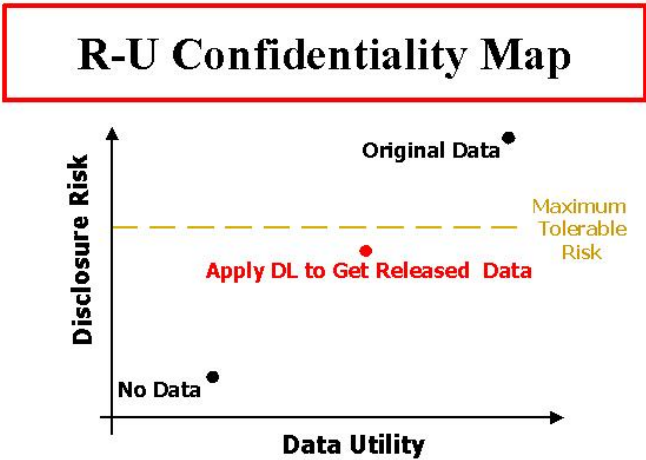 R-U Confidentiality Map
Original Data
Disclosure Risk
Maximum
Tolerable
Risk
Apply DL to Get Released Data
No Data
Data Utility